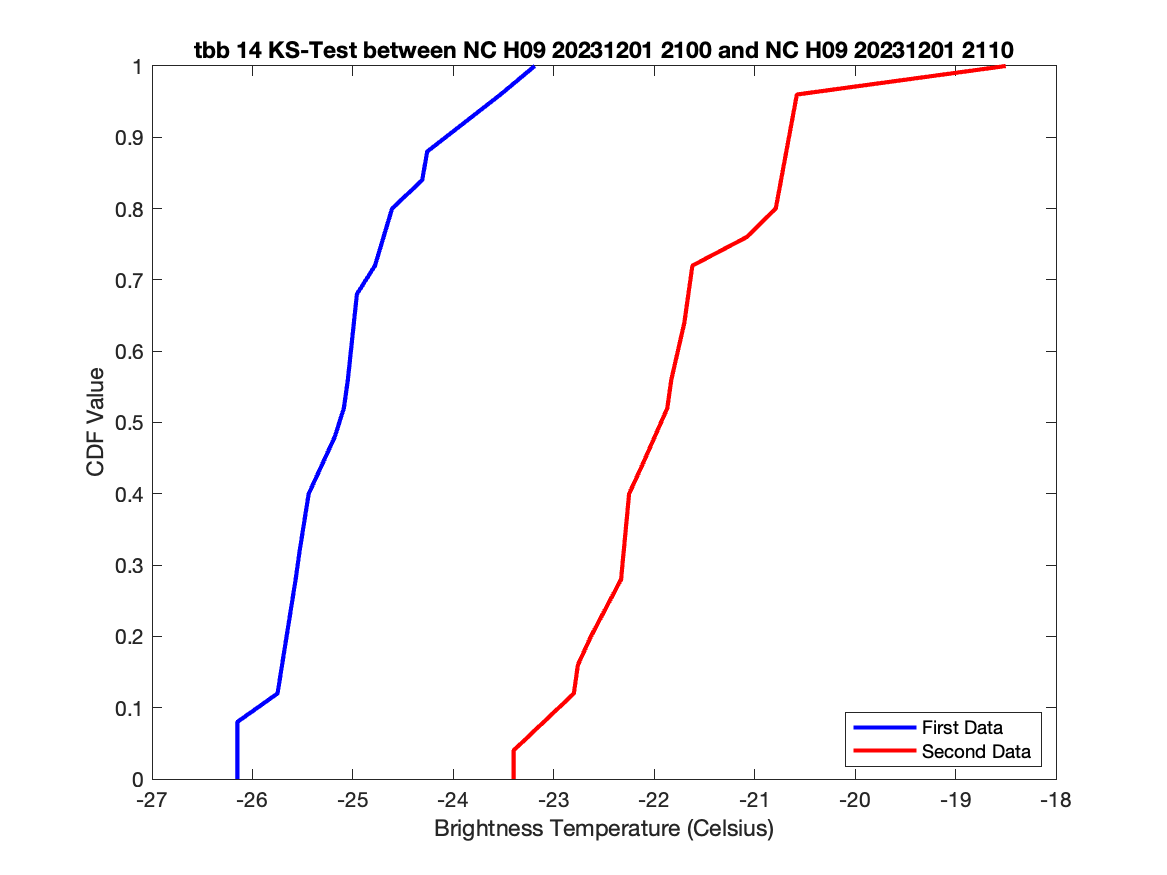 tbb 14 KS-Test between NC H09 20231201 2100 and NC H09 20231201 2110
1
0.9
0.8
0.7
0.6
0.5
0.4
0.3
0.2
0.1
0
CDF Value
First Data
Second Data
-27 -26 -25 -24 -23 -22 -21 -20 -19 -18
Brightness Temperature (Celsius)